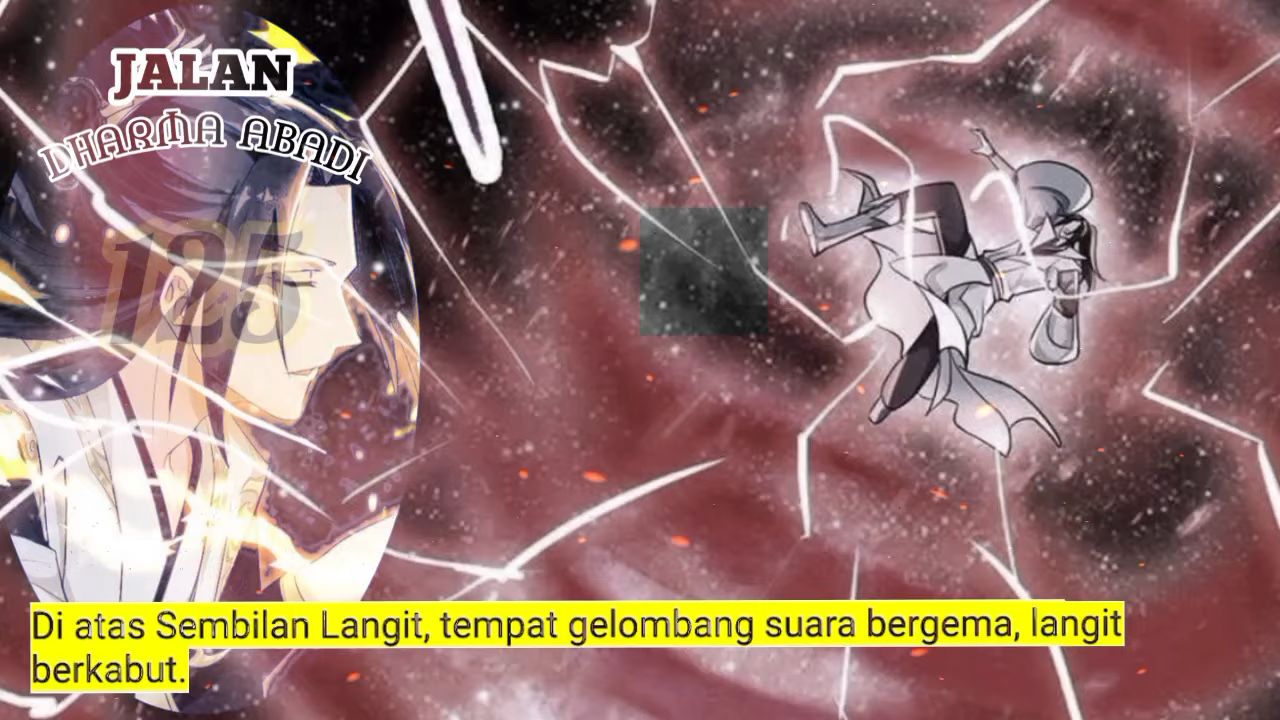 JALAN
DHARMA ABADI
125
Di atas Sembilan Langit, tempat gelombang suara bergema, langit
berkabut.